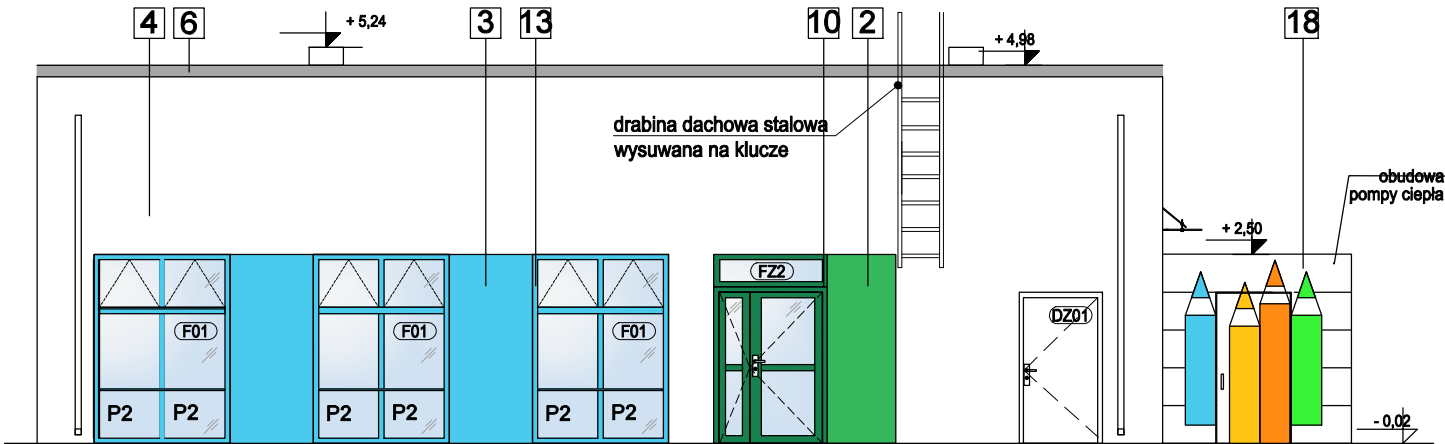 4 6 3 13 10 2 18
+ 5,24
+ 4,98
drabina dachowa stalowa
wysuwana na klucze
obudowa
pompy ciepła
+ 2,50
FZ2
F01 F01 F01 DZ01
P2 P2 P2 P2 P2 P2
- 0,02